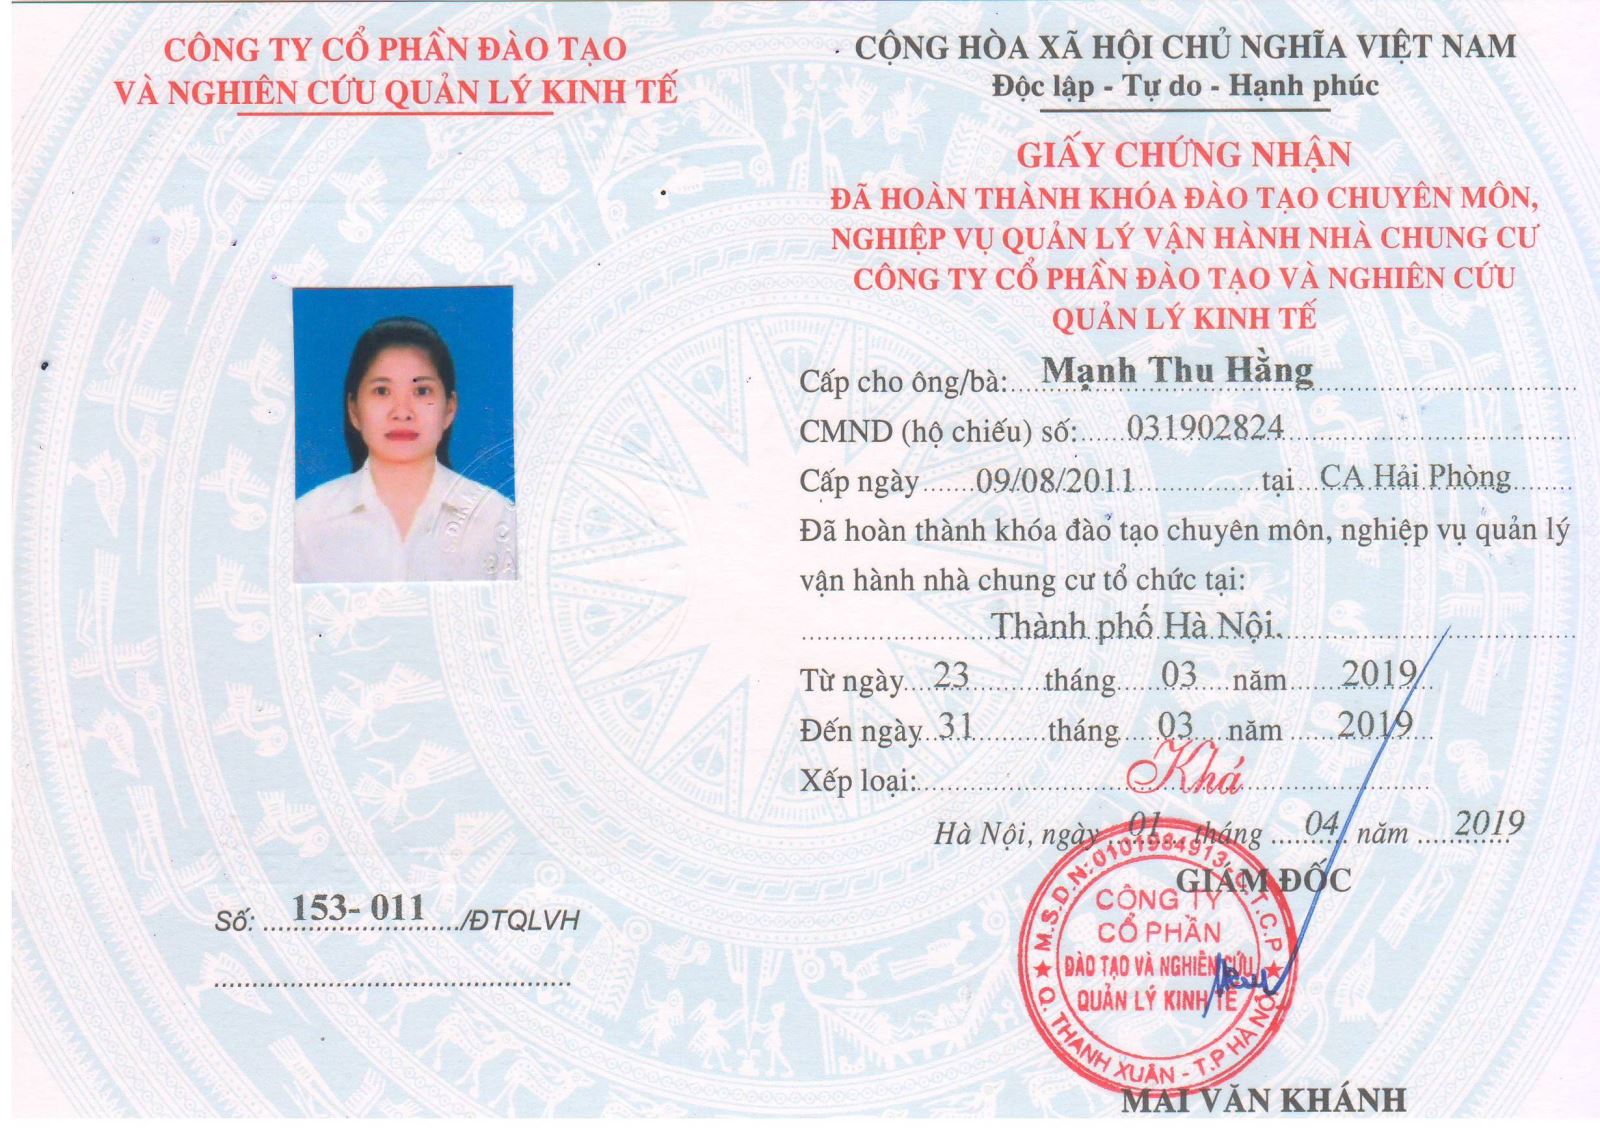 CÔNG TY CỔ PHẦN ĐÀO TẠO
VÀ NGHIÊN CỨU QUẢN LÝ KINH TẾ
Số: 153- 011 /ĐTQLVH
CỘNG HÒA XÃ HỘI CHỦ NGHĨA VIỆT NAM
Độc lập - Tự do - Hạnh phúc
GIẤY CHỨNG NHẬN
ĐÃ HOÀN THÀNH KHÓA ĐÀO TẠO CHUYÊN MÔN,
NGHIỆP VỤ QUẢN LÝ VẬN HÀNH NHÀ CHUNG CƯ
CÔNG TY CỔ PHẦN ĐÀO TẠO VÀ NGHIÊN CỨU
QUẢN LÝ KINH TẾ
Cấp cho ông/bà: Mạnh Thu Hằng
CMND (hộ chiếu) số: 031902824
Cấp ngày 09/08/2011 tại CA Hải Phòng
Đã hoàn thành khóa đào tạo chuyên môn, nghiệp vụ quản lý
vận hành nhà chung cư tổ chức tại:
Thành phố Hà Nội.
Từ ngày 23 tháng 03 năm 2019
Đến ngày 31 tháng 03 năm 2019
Xếp loại: Khá
Hà Nội, ngày 01 tháng 04 năm 2019
GIÁM ĐỐC
M.S.D.N: 0101984913 C.T.C.P
CÔNG TY
CỔ PHẦN
ĐÀO TẠO VÀ NGHIÊN CỨU
QUẢN LÝ KINH TẾ
Q. THANH XUÂN - T.P HÀ NỘI
MAI VĂN KHÁNH